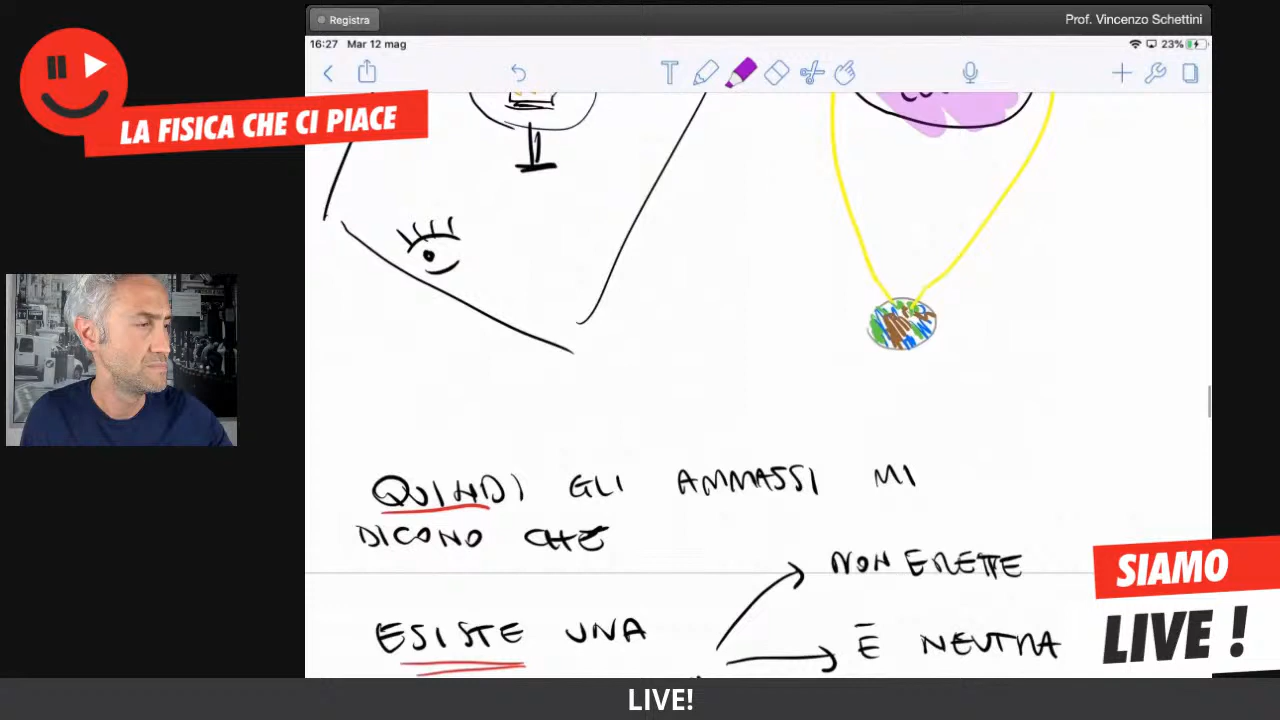 Registra
Prof. Vincenzo Schettini
16:27 Mar 12 mag
23%
LA FISICA CHE CI PIACE
T
QUINDI GLI AMMASSI MI
DICONO CHE
NON EMETTE
ESISTE UNA
È NEUTRA
SIAMO
LIVE !
LIVE!